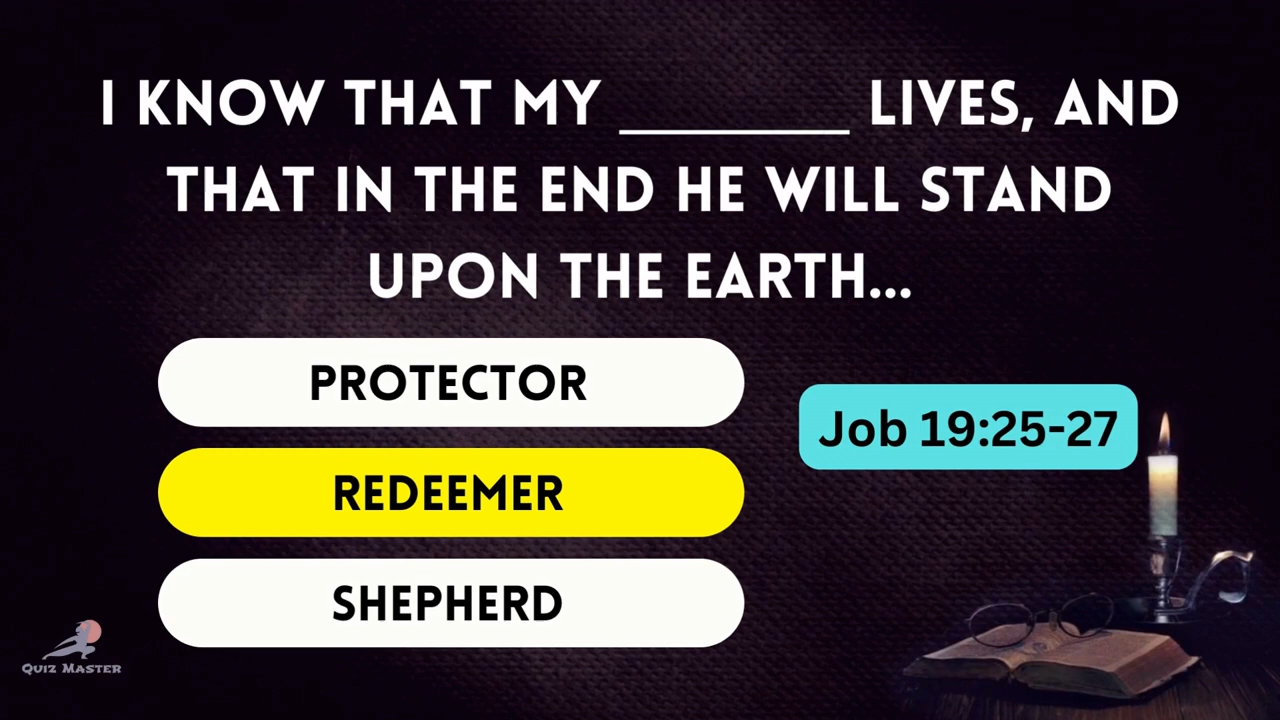 I KNOW THAT MY ________ LIVES, AND
THAT IN THE END HE WILL STAND
UPON THE EARTH...
PROTECTOR
REDEEMER
SHEPHERD
Job 19:25-27
QUIZ MASTER